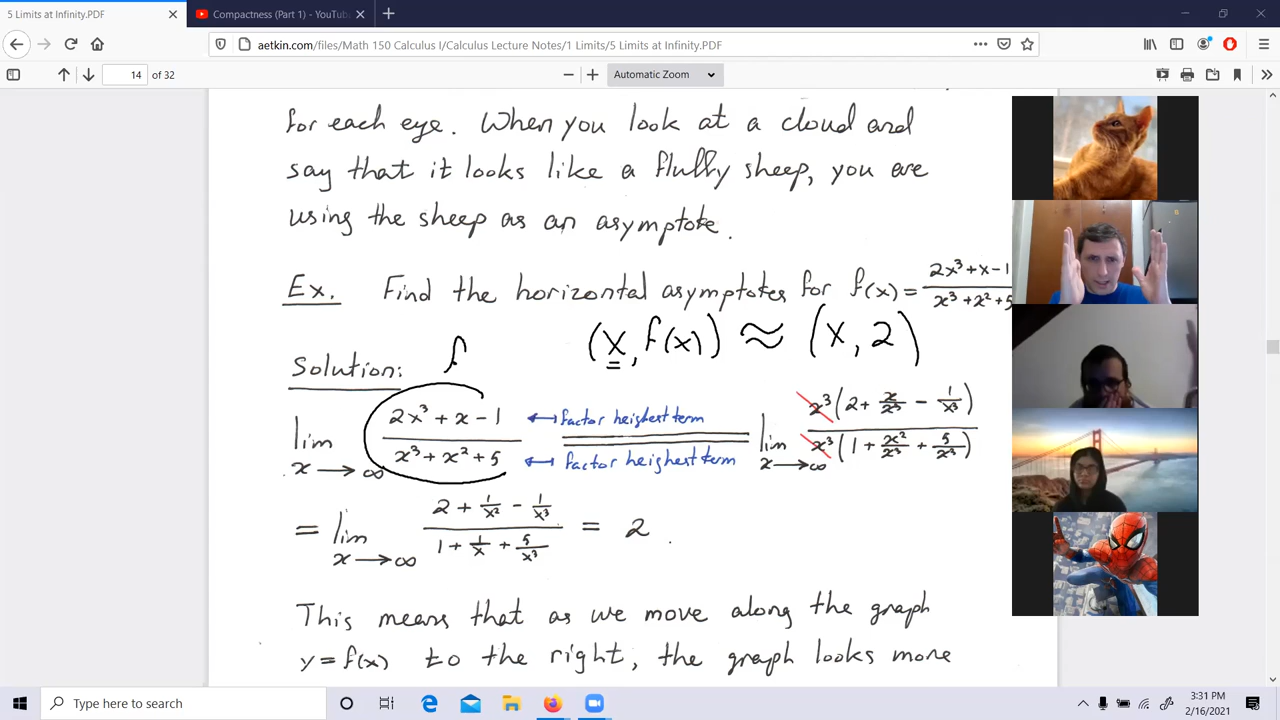 5 Limits at Infinity.PDF
Compactness (Part 1) - YouTub
aetkin.com/files/Math 150 Calculus I/Calculus Lecture Notes/1 Limits/5 Limits at Infinity.PDF
14 of 32
Automatic Zoom
for each eye. When you look at a cloud and
say that it looks like a fluffy sheep, you are
using the sheep as an asymptote.
Ex. Find the horizontal asymptotes for f(x) = (2x³+x-1)/(x³+x²+5
(x, f(x)) ≈ (x, 2)
f
Solution:
lim x→∞ (2x³+x-1)/(x³+x²+5) ← factor heighest term ← factor heighest term lim x→∞ x³(2+x/x³-1/x³)/x³(1+x²/x³+5/x³)
= lim x→∞ (2+1/x²-1/x³)/(1+1/x+5/x³) = 2.
This means that as we move along the graph
y=f(x) to the right, the graph looks more
Type here to search
3:31 PM
2/16/2021